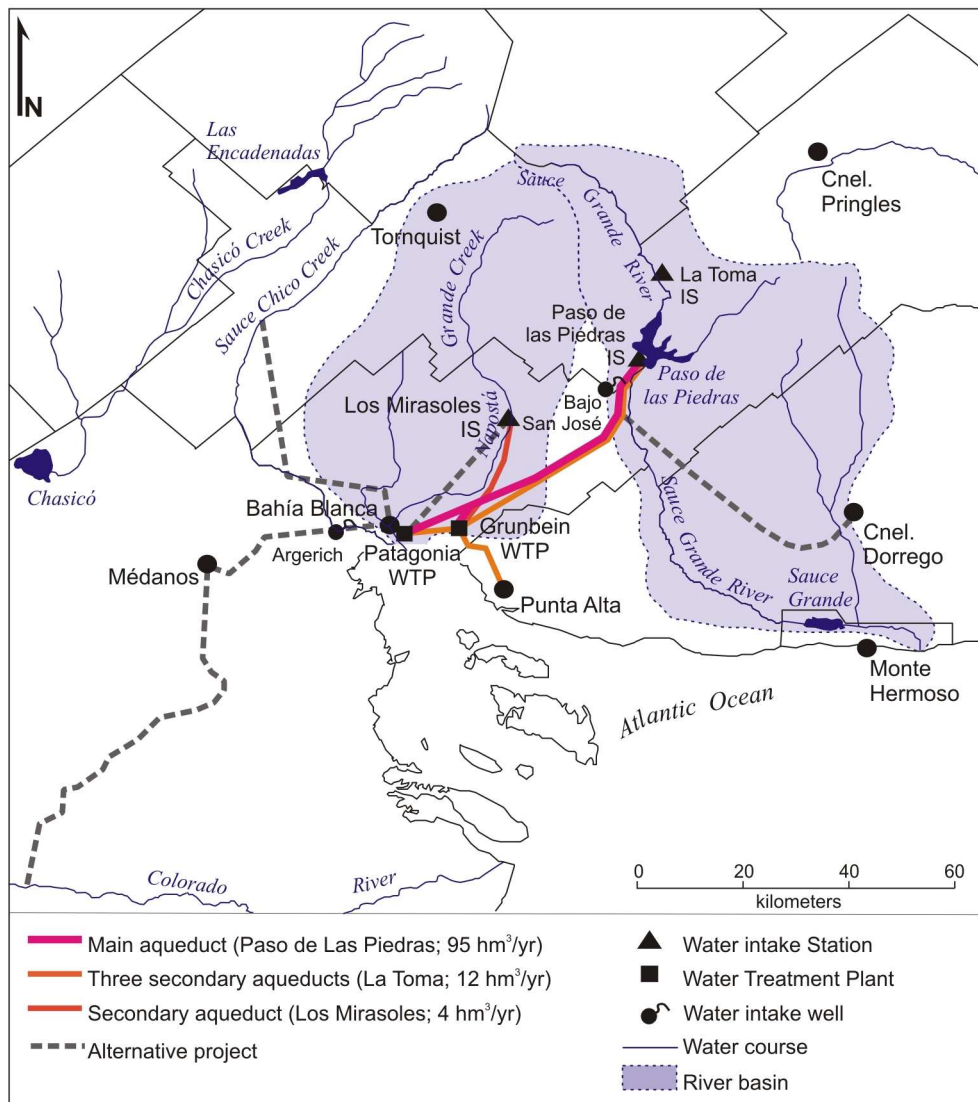 N
Las
Encadenadas
Chasicó Creek
Sauce Chico Creek
Tornquist
Sauce
Grande
River
Grande Creek
Napostá
Cnel.
Pringles
La Toma
IS
Paso de
las Piedras
IS
Paso de
las Piedras
Bajo
San José
Los Mirasoles
IS
Chasicó
Bahía Blanca
Argerich
Patagonia
WTP
Grunbein
WTP
Médanos
Punta Alta
Sauce Grande River
Cnel.
Dorrego
Sauce
Grande
Monte
Hermoso
Atlantic Ocean
Colorado River
0 20 40 60
kilometers
Main aqueduct (Paso de Las Piedras; 95 hm³/yr)
Three secondary aqueducts (La Toma; 12 hm³/yr)
Secondary aqueduct (Los Mirasoles; 4 hm³/yr)
Alternative project
Water intake Station
Water Treatment Plant
Water intake well
Water course
River basin